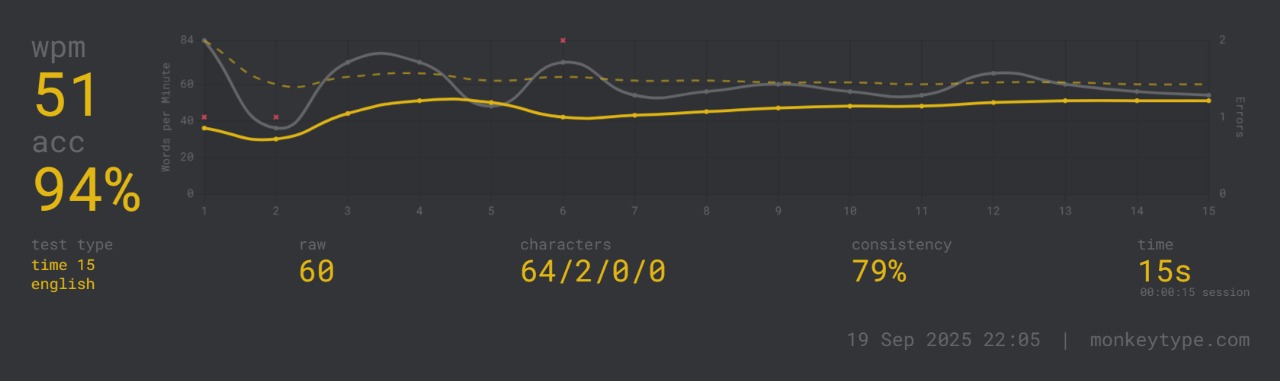 wpm
51
acc
94%
Words per Minute
84
60
40
20
0
1 2 3 4 5 6 7 8 9 10 11 12 13 14 15
2
1
0
Errors
test type
time 15
english
raw
60
characters
64/2/0/0
consistency
79%
time
15s
00:00:15 session
19 Sep 2025 22:05 | monkeytype.com